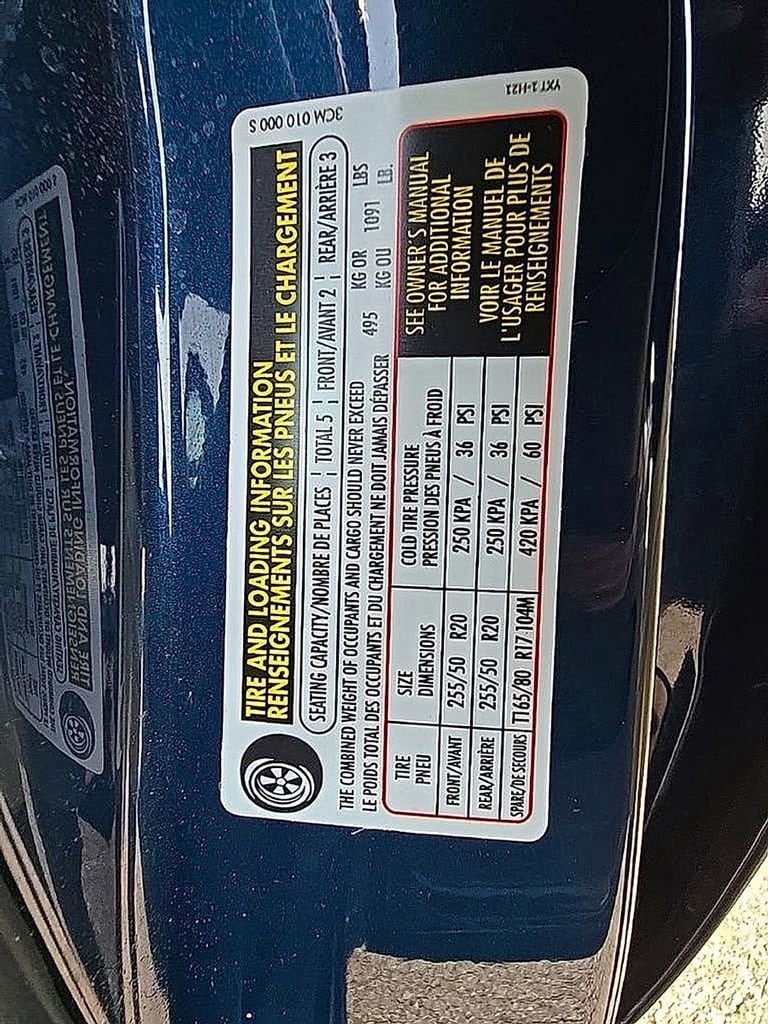 3CM 010 000 S
YXT 1-H21
TIRE AND LOADING INFORMATION
RENSEIGNEMENTS SUR LES PNEUS ET LE CHARGEMENT
SEATING CAPACITY/NOMBRE DE PLACES | TOTAL 5 | FRONT/AVANT 2 | REAR/ARRIÈRE 3
THE COMBINED WEIGHT OF OCCUPANTS AND CARGO SHOULD NEVER EXCEED 495 KG OR 1091 LBS
LE POIDS TOTAL DES OCCUPANTS ET DU CHARGEMENT NE DOIT JAMAIS DÉPASSER KG OU LB.
TIRE SIZE COLD TIRE PRESSURE
PNEU DIMENSIONS PRESSION DES PNEUS À FROID
FRONT/AVANT 255/50 R20 250 KPA / 36 PSI
REAR/ARRIÈRE 255/50 R20 250 KPA / 36 PSI
SPARE/DE SECOURS T165/80 R17 104M 420 KPA / 60 PSI
SEE OWNER'S MANUAL
FOR ADDITIONAL
INFORMATION
VOIR LE MANUEL DE
L'USAGER POUR PLUS DE
RENSEIGNEMENTS